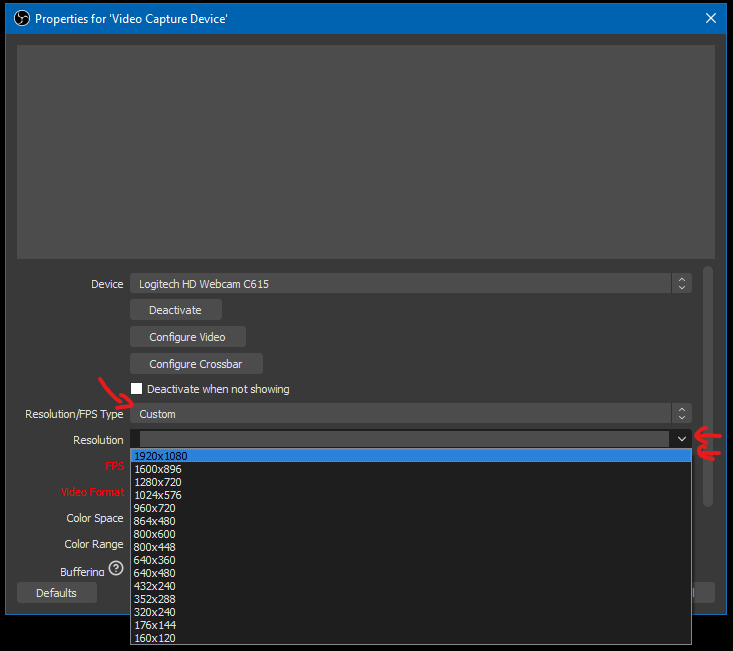 Properties for 'Video Capture Device'
Device Logitech HD Webcam C615
Deactivate
Configure Video
Configure Crossbar
Deactivate when not showing
Resolution/FPS Type Custom
Resolution
1920x1080
FPS
1600x896
1280x720
Video Format
1024x576
960x720
Color Space
864x480
800x600
Color Range
800x448
640x360
Buffering ?
640x480
432x240
Defaults
352x288
320x240
176x144
160x120